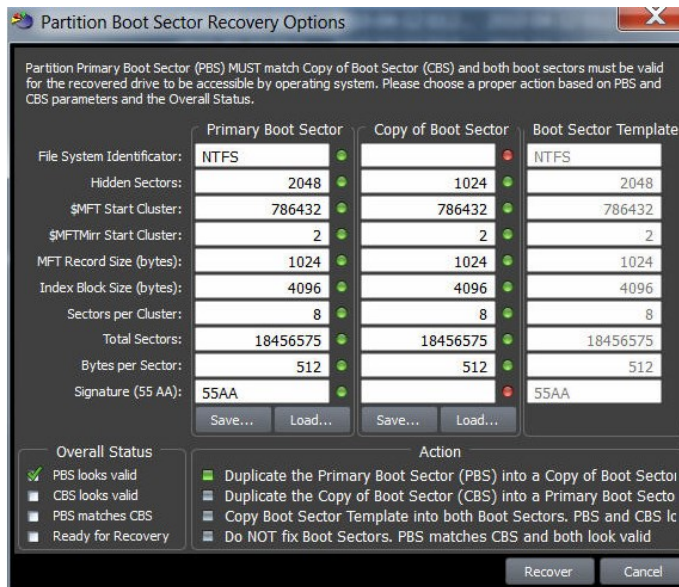 Partition Boot Sector Recovery Options
Partition Primary Boot Sector (PBS) MUST match Copy of Boot Sector (CBS) and both boot sectors must be valid
for the recovered drive to be accessible by operating system. Please choose a proper action based on PBS and
CBS parameters and the Overall Status.
Primary Boot Sector Copy of Boot Sector Boot Sector Template
File System Identificator: NTFS NTFS
Hidden Sectors: 2048 1024 2048
$MFT Start Cluster: 786432 786432 786432
$MFTMirr Start Cluster: 2 2 2
MFT Record Size (bytes): 1024 1024 1024
Index Block Size (bytes): 4096 4096 4096
Sectors per Cluster: 8 8 8
Total Sectors: 18456575 18456575 18456575
Bytes per Sector: 512 512 512
Signature (55 AA): 55AA 55AA
Save... Load... Save... Load...
Overall Status Action
PBS looks valid Duplicate the Primary Boot Sector (PBS) into a Copy of Boot Sector
CBS looks valid Duplicate the Copy of Boot Sector (CBS) into a Primary Boot Secto
PBS matches CBS Copy Boot Sector Template into both Boot Sectors. PBS and CBS lc
Ready for Recovery Do NOT fix Boot Sectors. PBS matches CBS and both look valid
Recover Cancel